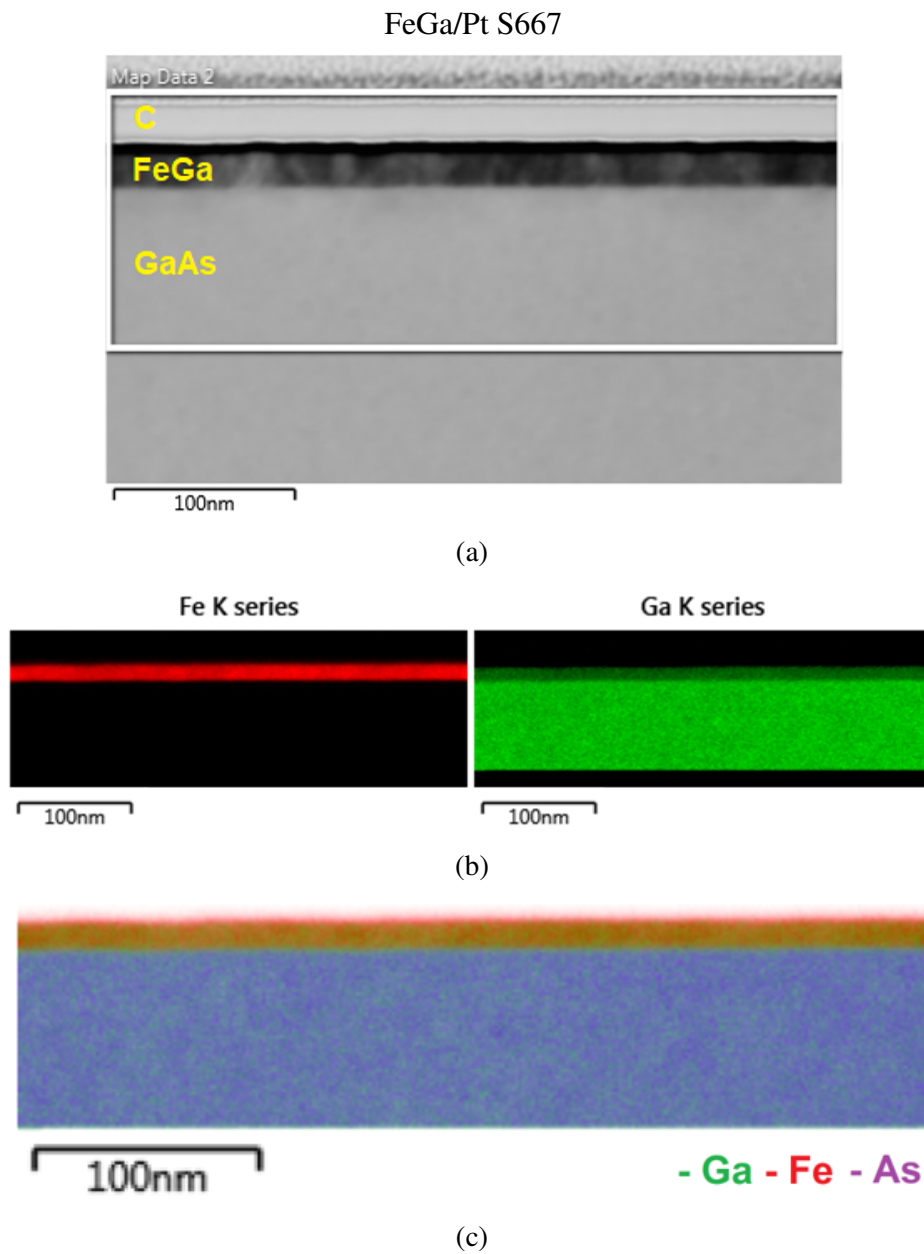 FeGa/Pt S667
Map Data 2
C
FeGa
GaAs
100nm
(a)
Fe K series Ga K series
100nm 100nm
(b)
100nm
- Ga - Fe - As
(c)